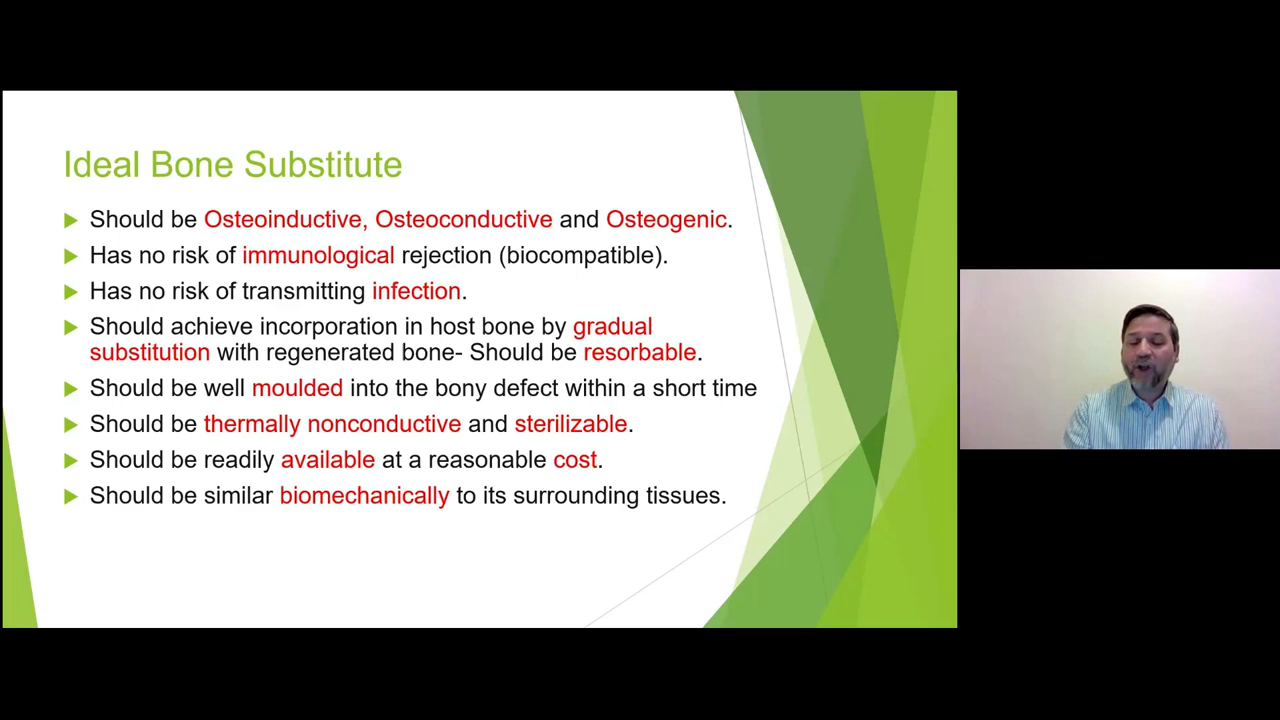 Ideal Bone Substitute
Should be Osteoinductive, Osteoconductive and Osteogenic.
Has no risk of immunological rejection (biocompatible).
Has no risk of transmitting infection.
Should achieve incorporation in host bone by gradual
substitution with regenerated bone- Should be resorbable.
Should be well moulded into the bony defect within a short time
Should be thermally nonconductive and sterilizable.
Should be readily available at a reasonable cost.
Should be similar biomechanically to its surrounding tissues.